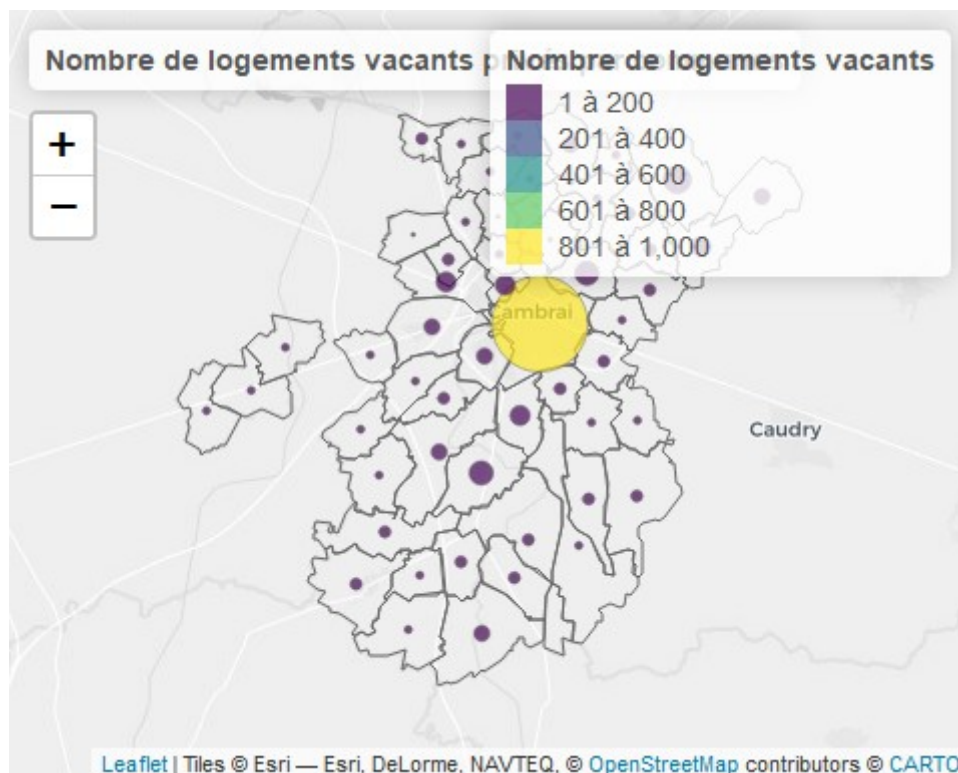 Nombre de logements vacants
Nombre de logements vacants
1 à 200
201 à 400
401 à 600
601 à 800
801 à 1,000
+
−
Cambrai
Caudry
Leaflet | Tiles © Esri — Esri, DeLorme, NAVTEQ, © OpenStreetMap contributors © CARTO